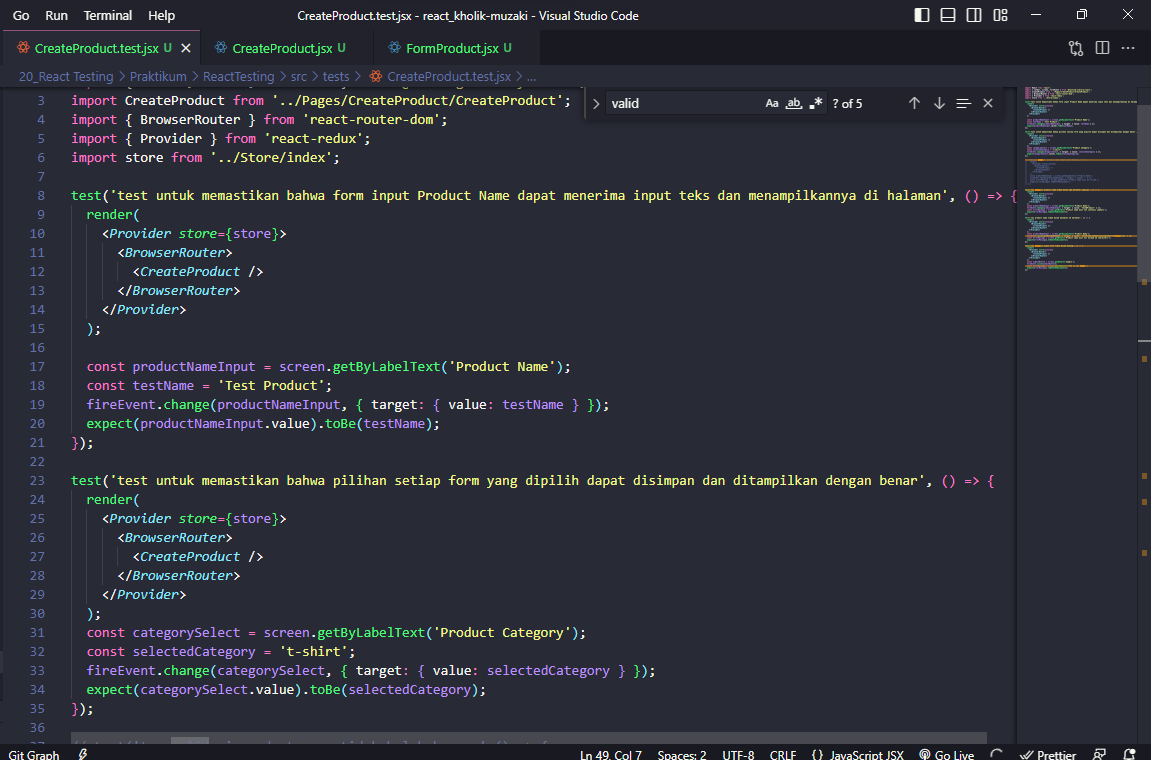 Go Run Terminal Help CreateProduct.test.jsx - react_kholik-muzaki - Visual Studio Code
CreateProduct.test.jsx U CreateProduct.jsx U FormProduct.jsx U
20_React Testing > Praktikum > ReactTesting > src > tests > CreateProduct.test.jsx > ...
valid Aa ab .* ? of 5
3 import CreateProduct from '../Pages/CreateProduct/CreateProduct';
4 import { BrowserRouter } from 'react-router-dom';
5 import { Provider } from 'react-redux';
6 import store from '../Store/index';
7
8 test('test untuk memastikan bahwa form input Product Name dapat menerima input teks dan menampilkannya di halaman', () => {
9 render(
10 <Provider store={store}>
11 <BrowserRouter>
12 <CreateProduct />
13 </BrowserRouter>
14 </Provider>
15 );
16
17 const productNameInput = screen.getByLabelText('Product Name');
18 const testName = 'Test Product';
19 fireEvent.change(productNameInput, { target: { value: testName } });
20 expect(productNameInput.value).toBe(testName);
21 });
22
23 test('test untuk memastikan bahwa pilihan setiap form yang dipilih dapat disimpan dan ditampilkan dengan benar', () => {
24 render(
25 <Provider store={store}>
26 <BrowserRouter>
27 <CreateProduct />
28 </BrowserRouter>
29 </Provider>
30 );
31 const categorySelect = screen.getByLabelText('Product Category');
32 const selectedCategory = 't-shirt';
33 fireEvent.change(categorySelect, { target: { value: selectedCategory } });
34 expect(categorySelect.value).toBe(selectedCategory);
35 });
36
Git Graph Ln 49, Col 7 Spaces: 2 UTF-8 CRLF {} JavaScript JSX Go Live Prettier